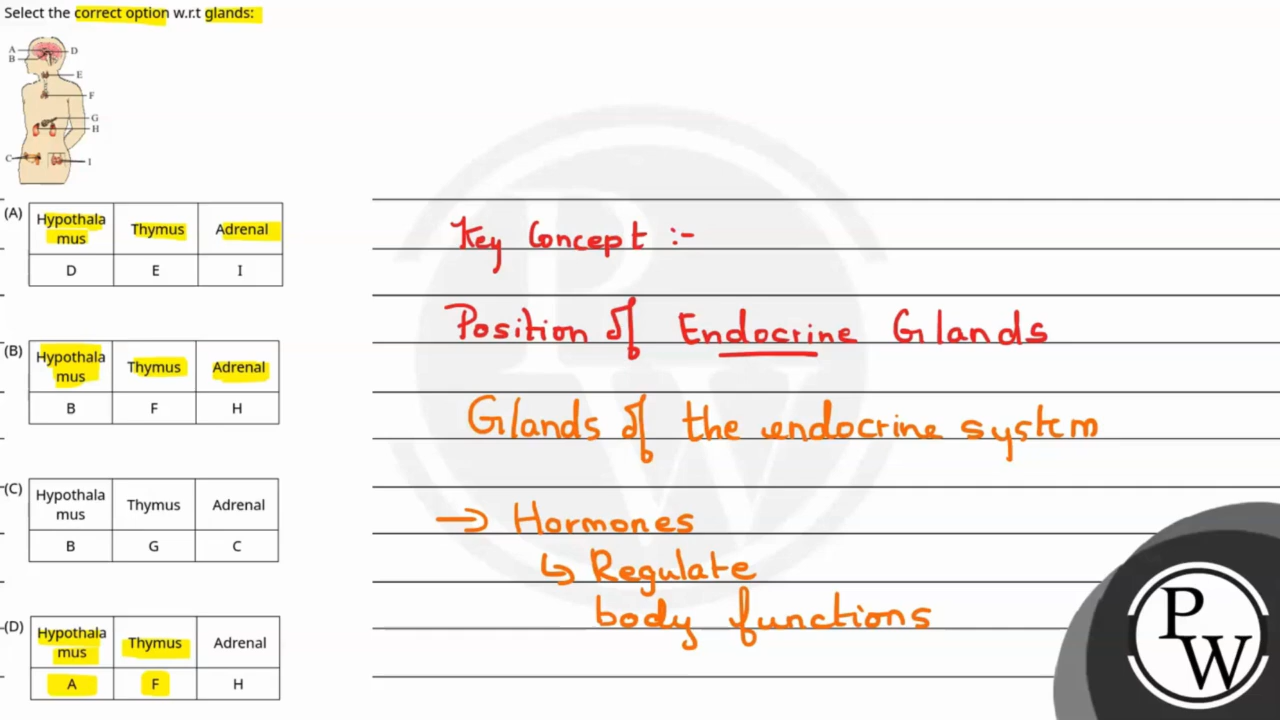 Select the correct option w.r.t glands:
A
B
D
E
F
G
H
C
I
(A)
Hypothala
mus
Thymus
Adrenal
D
E
I
(B)
Hypothala
mus
Thymus
Adrenal
B
F
H
(C)
Hypothala
mus
Thymus
Adrenal
B
G
C
(D)
Hypothala
mus
Thymus
Adrenal
A
F
H
Key Concept :-
Position of Endocrine Glands
Glands of the endocrine system
→ Hormones
↳ Regulate
body functions
P
W
P
W